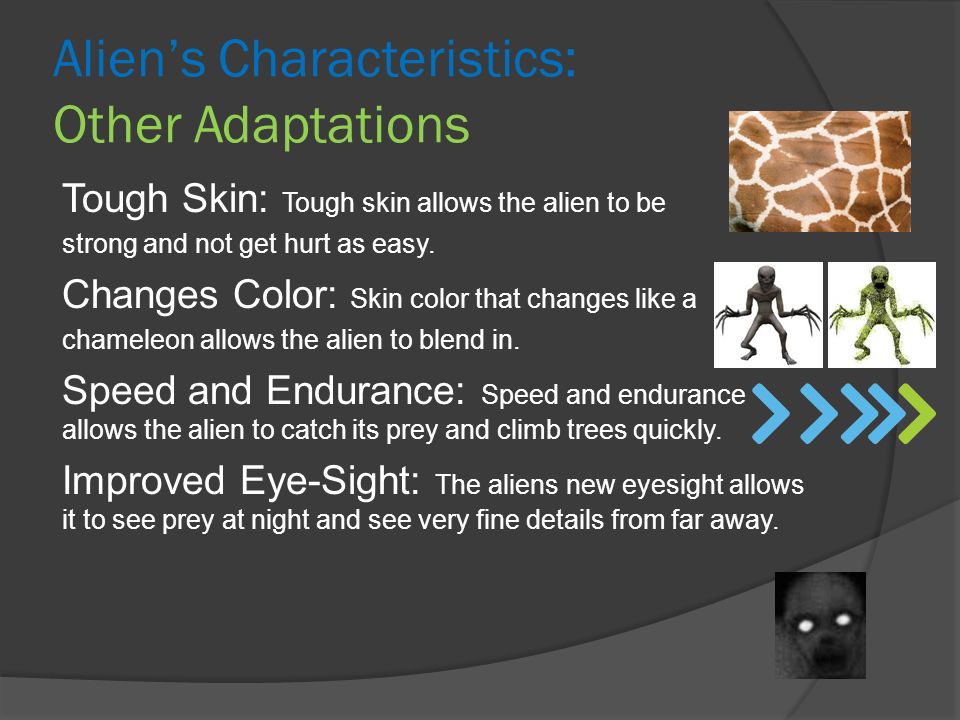 Alien's Characteristics:
Other Adaptations
Tough Skin: Tough skin allows the alien to be
strong and not get hurt as easy.
Changes Color: Skin color that changes like a
chameleon allows the alien to blend in.
Speed and Endurance: Speed and endurance
allows the alien to catch its prey and climb trees quickly.
Improved Eye-Sight: The aliens new eyesight allows
it to see prey at night and see very fine details from far away.